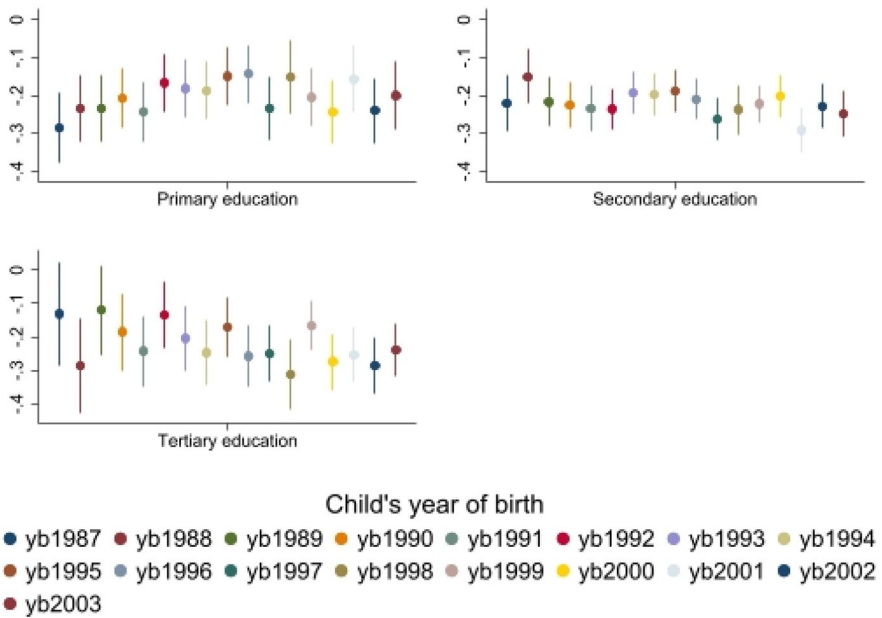 0
-.1
-.2
-.3
-.4
Primary education
0
-.1
-.2
-.3
-.4
Secondary education
0
-.1
-.2
-.3
-.4
Tertiary education
Child's year of birth
yb1987 yb1988 yb1989 yb1990 yb1991 yb1992 yb1993 yb1994
yb1995 yb1996 yb1997 yb1998 yb1999 yb2000 yb2001 yb2002
yb2003